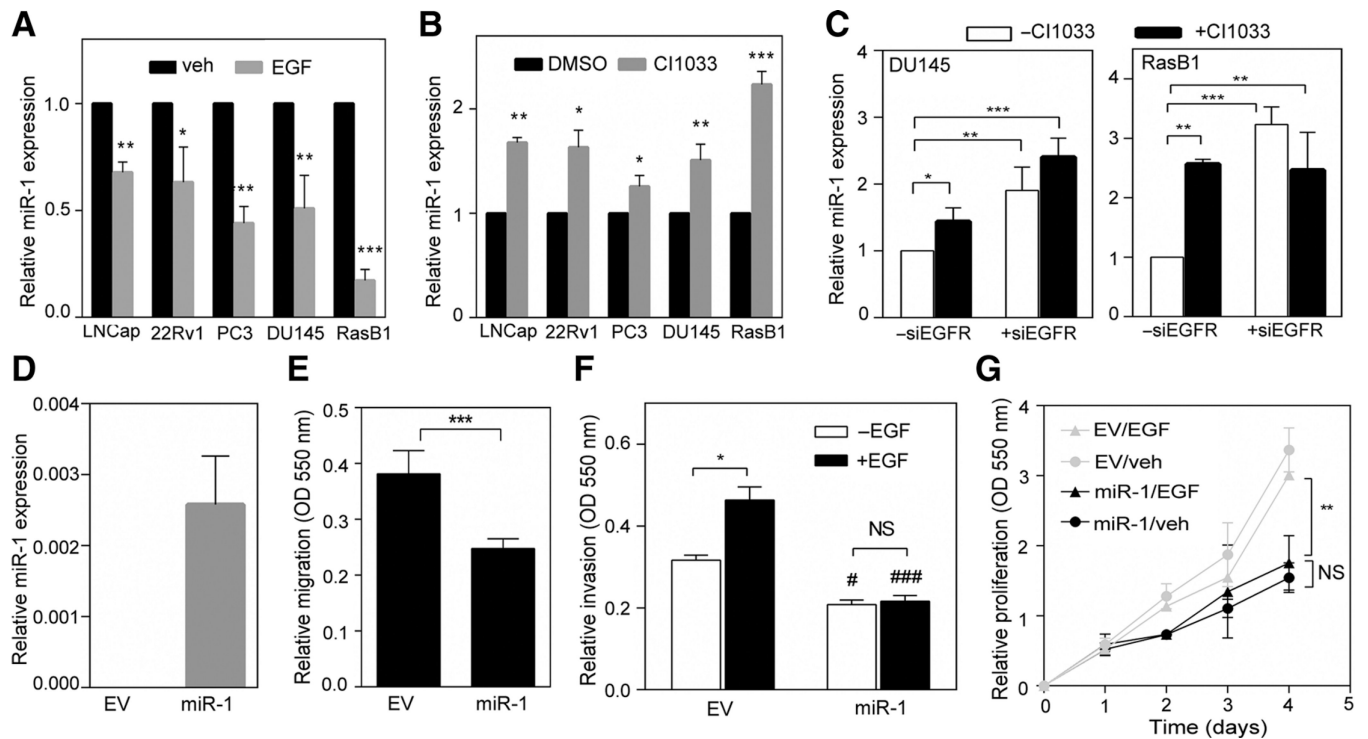 A
Relative miR-1 expression
1.0
0.5
0.0
veh EGF
** * *** ** ***
LNCap 22Rv1 PC3 DU145 RasB1
B
Relative miR-1 expression
2
1
0
DMSO CI1033
** * * ** ***
LNCap 22Rv1 PC3 DU145 RasB1
C
–CI1033 +CI1033
Relative miR-1 expression
4
3
2
1
0
DU145
***
**
*
–siEGFR +siEGFR
4
3
2
1
0
RasB1
**
***
**
–siEGFR +siEGFR
D
Relative miR-1 expression
0.004
0.003
0.002
0.001
0.000
EV miR-1
E
Relative migration (OD 550 nm)
0.5
0.4
0.3
0.2
0.1
0.0
***
EV miR-1
F
Relative invasion (OD 550 nm)
0.6
0.4
0.2
0.0
–EGF
+EGF
*
NS
# ###
EV miR-1
G
Relative proliferation (OD 550 nm)
4
3
2
1
0
EV/EGF
EV/veh
miR-1/EGF
miR-1/veh
**
NS
0 1 2 3 4 5
Time (days)